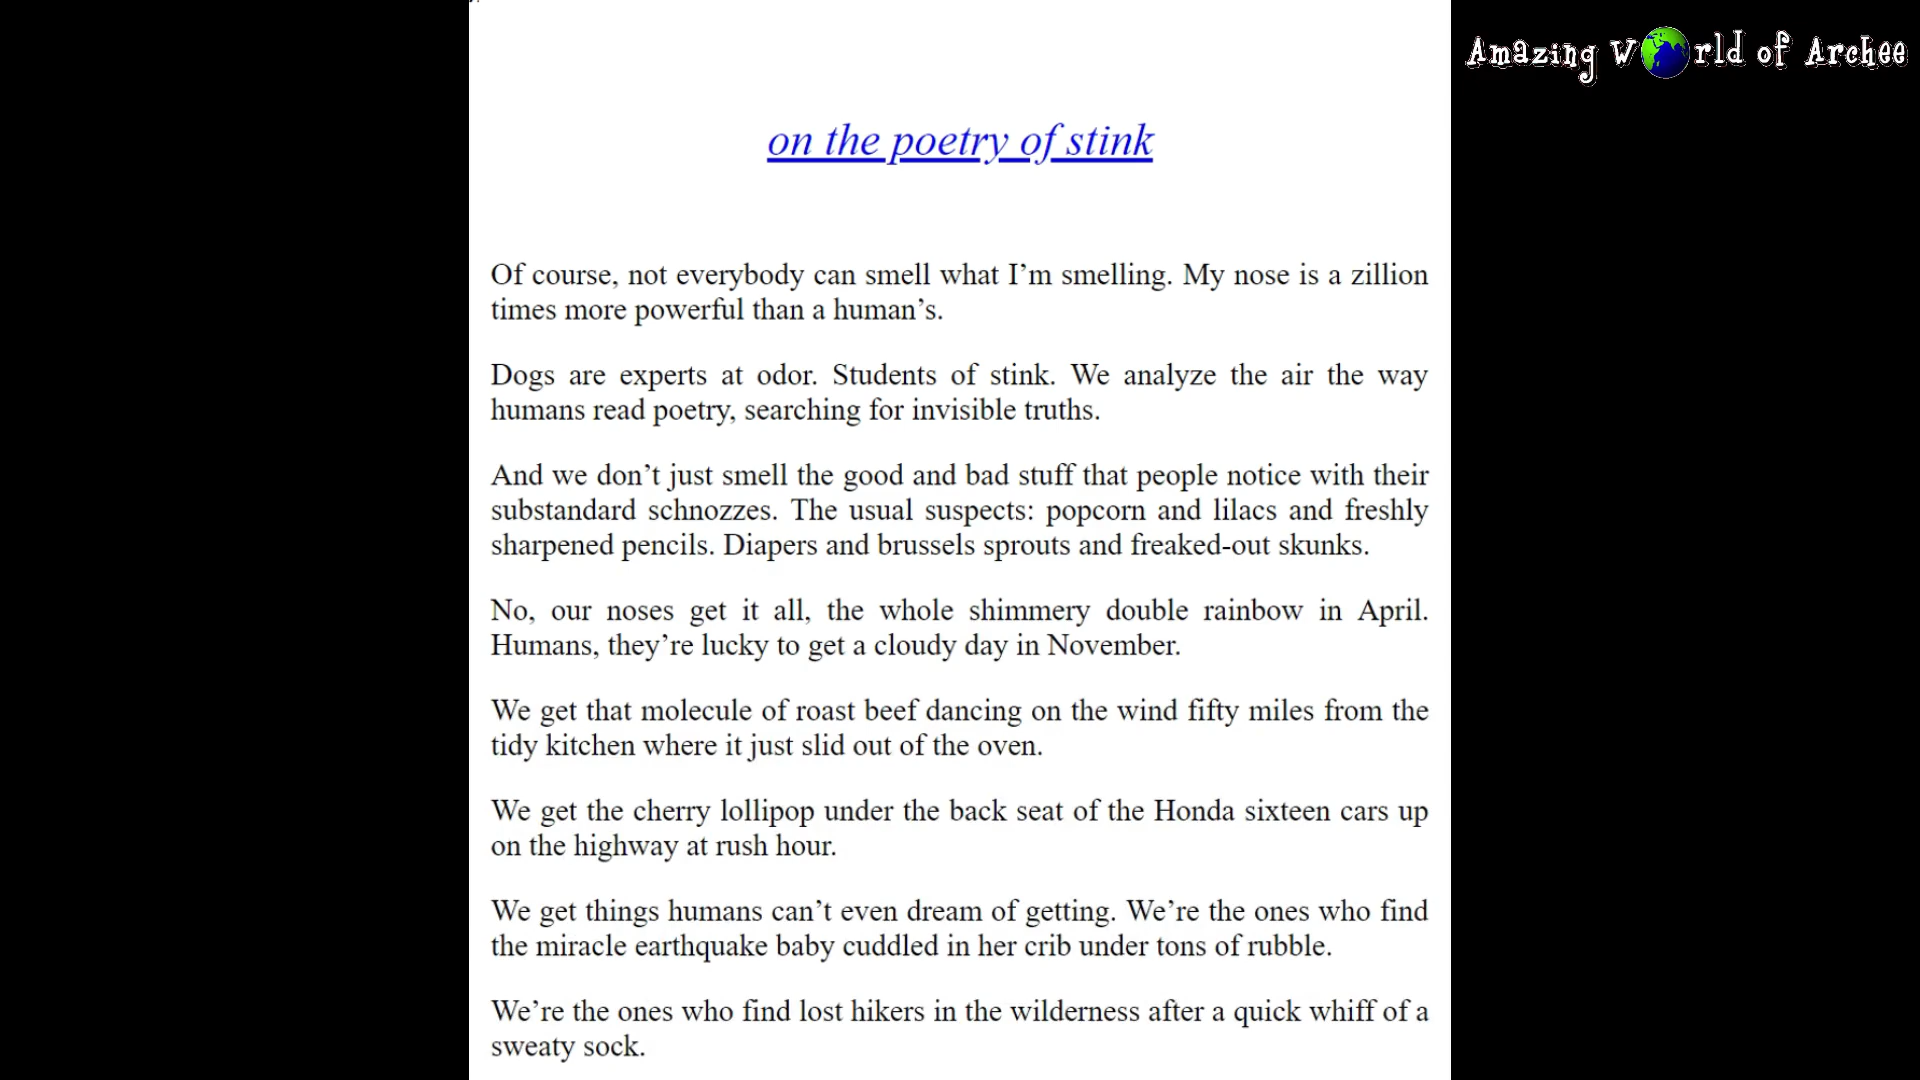 Amazing World of Archee
on the poetry of stink
Of course, not everybody can smell what I’m smelling. My nose is a zillion
times more powerful than a human’s.
Dogs are experts at odor. Students of stink. We analyze the air the way
humans read poetry, searching for invisible truths.
And we don’t just smell the good and bad stuff that people notice with their
substandard schnozzes. The usual suspects: popcorn and lilacs and freshly
sharpened pencils. Diapers and brussels sprouts and freaked-out skunks.
No, our noses get it all, the whole shimmery double rainbow in April.
Humans, they’re lucky to get a cloudy day in November.
We get that molecule of roast beef dancing on the wind fifty miles from the
tidy kitchen where it just slid out of the oven.
We get the cherry lollipop under the back seat of the Honda sixteen cars up
on the highway at rush hour.
We get things humans can’t even dream of getting. We’re the ones who find
the miracle earthquake baby cuddled in her crib under tons of rubble.
We’re the ones who find lost hikers in the wilderness after a quick whiff of a
sweaty sock.